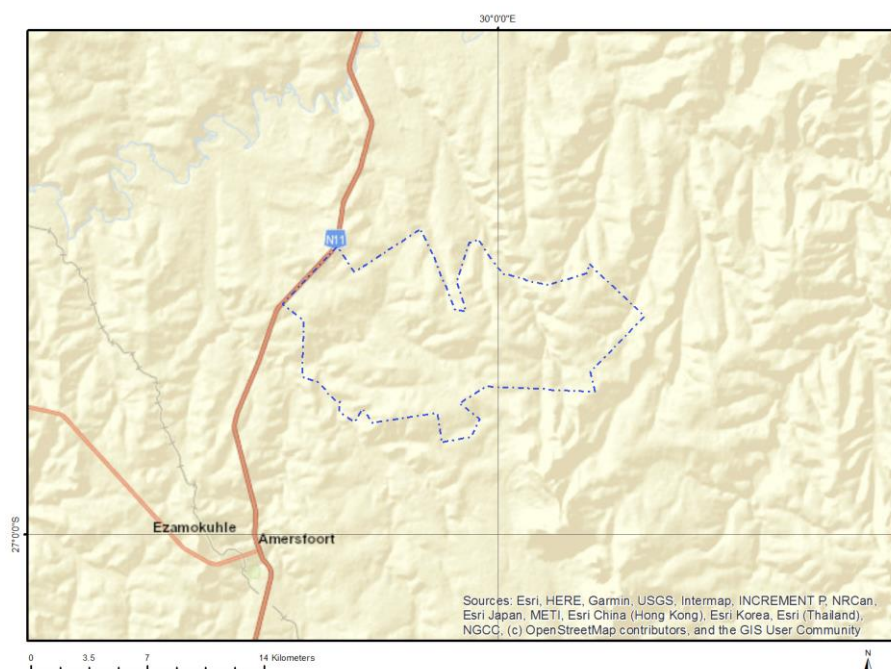 30°0'0"E
N11
27°0'0"S
Ezamokuhle
Amersfoort
Sources: Esri, HERE, Garmin, USGS, Intermap, INCREMENT P, NRCan,
Esri Japan, METI, Esri China (Hong Kong), Esri Korea, Esri (Thailand),
NGCC, (c) OpenStreetMap contributors, and the GIS User Community
0 3.5 7 14 Kilometers
N